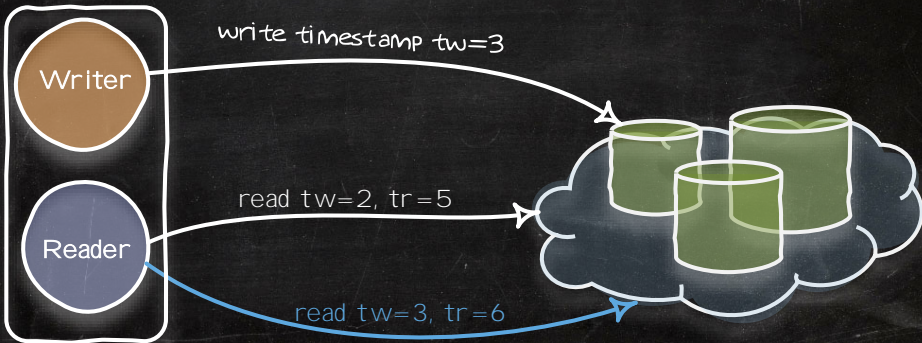 write timestamp tw=3
Writer
read tw=2, tr=5
Reader
read tw=3, tr=6